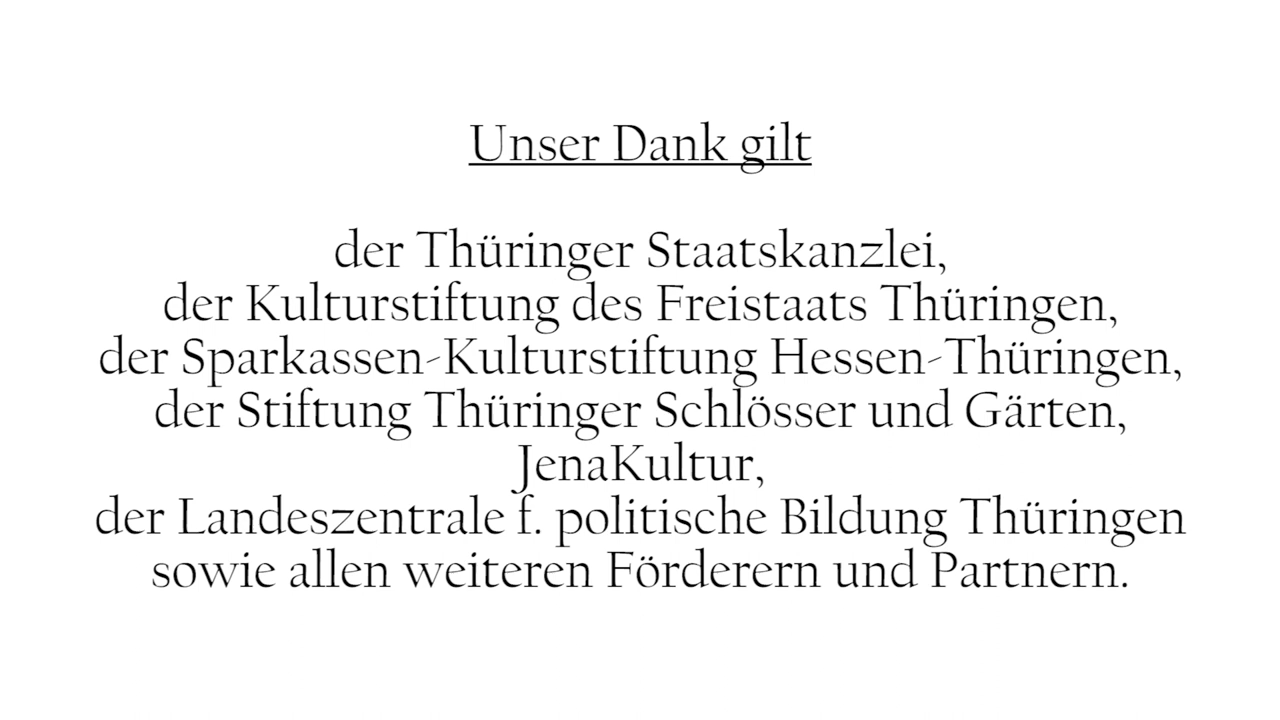 Unser Dank gilt
der Thüringer Staatskanzlei,
der Kulturstiftung des Freistaats Thüringen,
der Sparkassen-Kulturstiftung Hessen-Thüringen,
der Stiftung Thüringer Schlösser und Gärten,
JenaKultur,
der Landeszentrale f. politische Bildung Thüringen
sowie allen weiteren Förderern und Partnern.